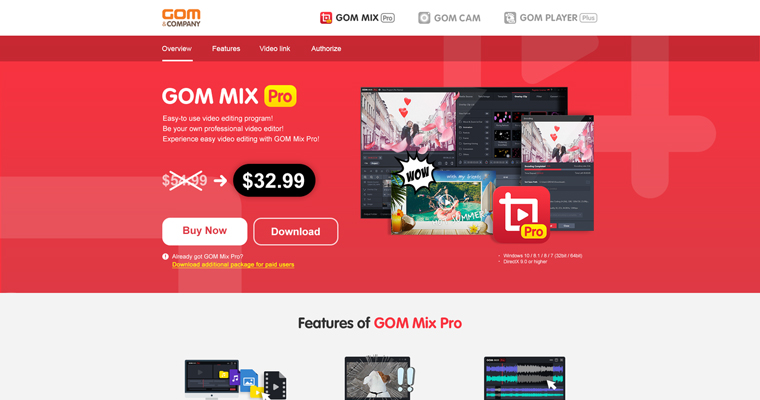 GOM
&COMPANY
GOM MIX Pro
GOM CAM
GOM PLAYER Plus
Overview
Features
Video link
Authorize
GOM MIX Pro
Easy-to use video editing program!
Be your own professional video editor!
Experience easy video editing with GOM Mix Pro!
$54.99
$32.99
Buy Now
Download
Already got GOM Mix Pro?
Download additional package for paid users
WOW
with my friends
SUMMER
Pro
- Windows 10 / 8.1 / 8 / 7 (32bit / 64bit)
- DirectX 9.0 or higher
Features of GOM Mix Pro